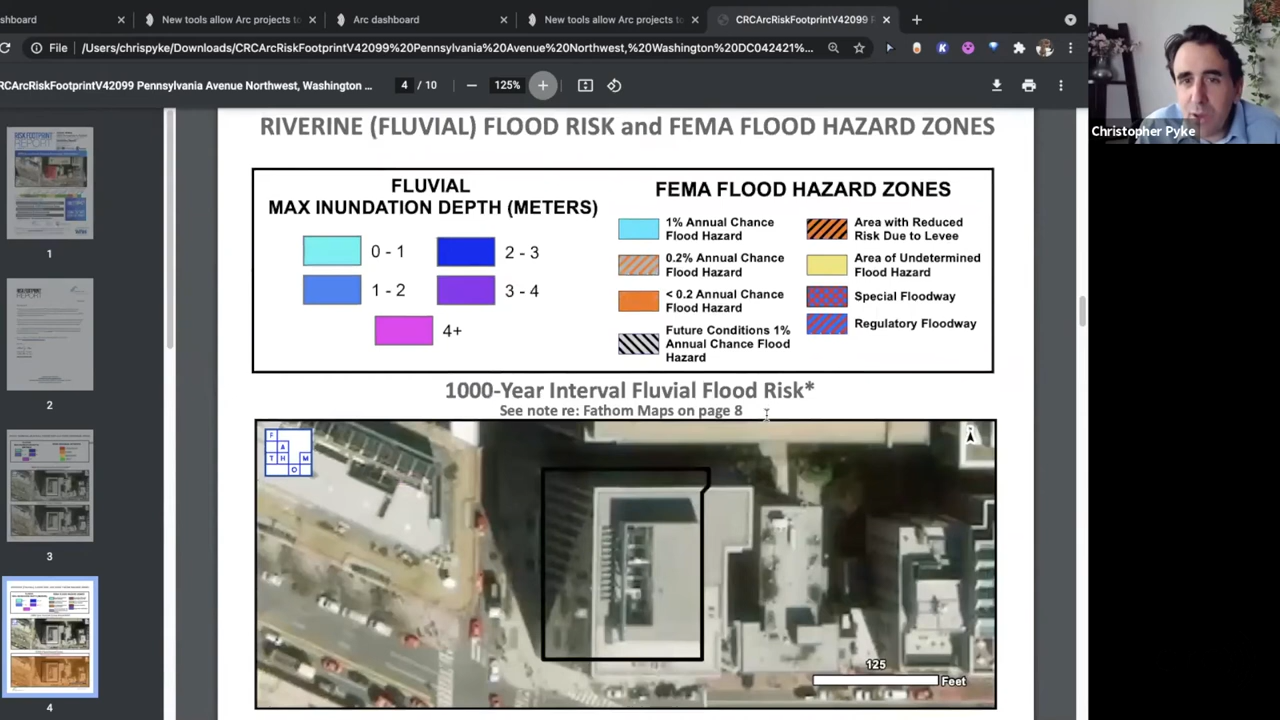 shboard
New tools allow Arc projects to
Arc dashboard
New tools allow Arc projects to
CRCArcRiskFootprintV42099 P
File
/Users/chrispyke/Downloads/CRCArcRiskFootprintV42099%20Pennsylvania%20Avenue%20Northwest,%20Washington%20DC042421%...
RCArcRiskFootprintV42099 Pennsylvania Avenue Northwest, Washington ...
4 / 10
125%
Christopher Pyke
RISK FOOTPRINT
REPORT
1
2
3
4
RIVERINE (FLUVIAL) FLOOD RISK and FEMA FLOOD HAZARD ZONES
FLUVIAL
MAX INUNDATION DEPTH (METERS)
0 - 1
2 - 3
1 - 2
3 - 4
4+
FEMA FLOOD HAZARD ZONES
1% Annual Chance
Flood Hazard
0.2% Annual Chance
Flood Hazard
< 0.2 Annual Chance
Flood Hazard
Future Conditions 1%
Annual Chance Flood
Hazard
Area with Reduced
Risk Due to Levee
Area of Undetermined
Flood Hazard
Special Floodway
Regulatory Floodway
1000-Year Interval Fluvial Flood Risk*
See note re: Fathom Maps on page 8
F
A
T H M
O
125
Feet